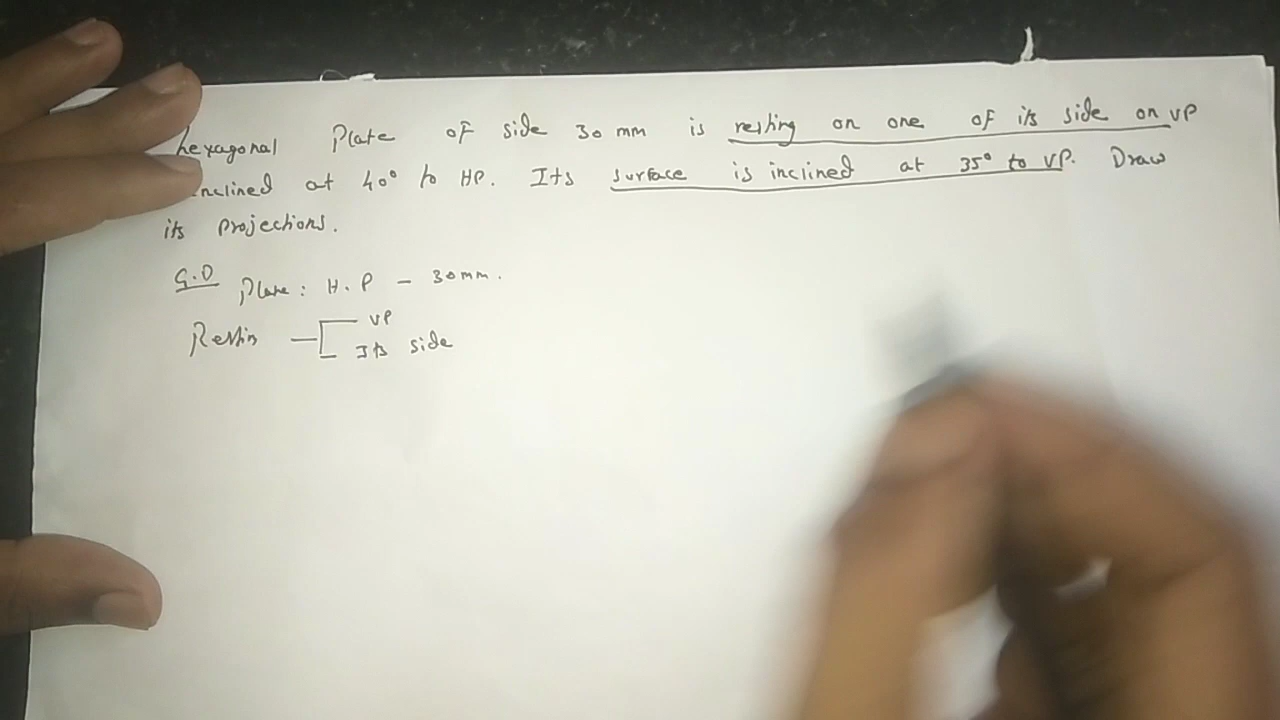 hexagonal Plate of side 30 mm is resting on one of its side on VP
inclined at 40° to HP. Its surface is inclined at 35° to VP. Draw
its projections.
G.D Plane: H.P - 30mm.
Restin VP
Its side